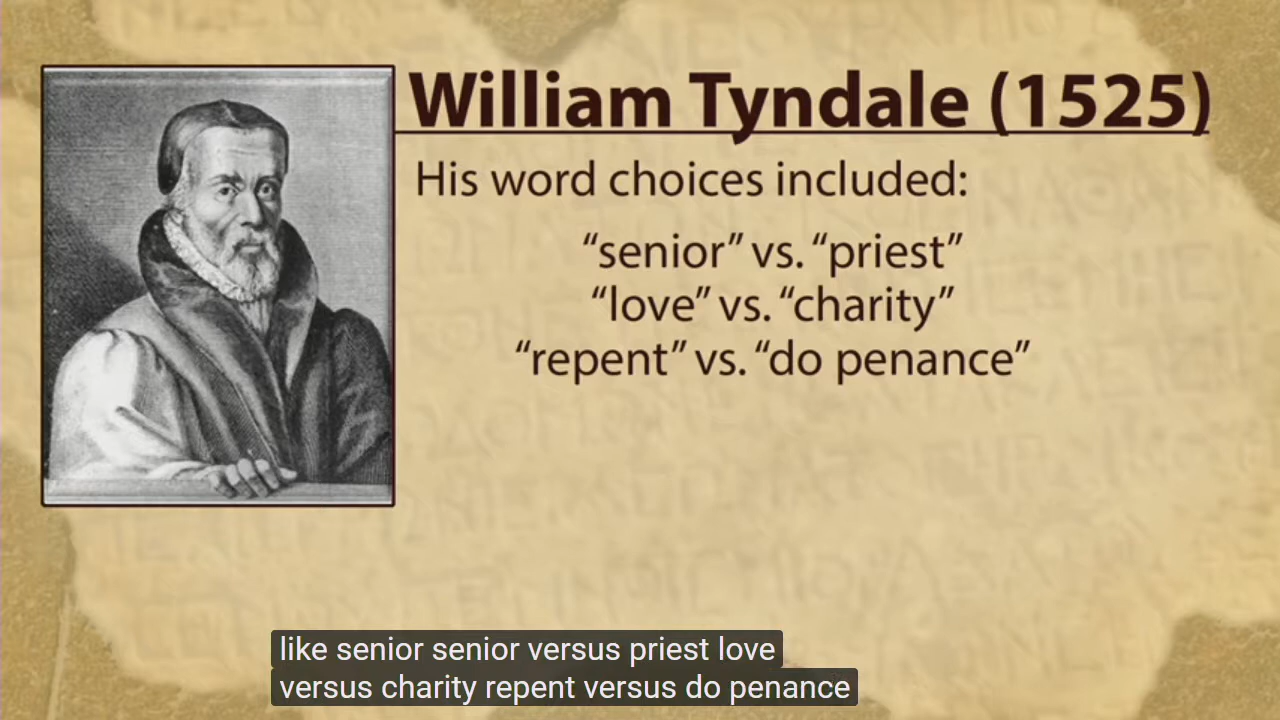 William Tyndale (1525)
His word choices included:
“senior” vs. “priest”
“love” vs. “charity”
“repent” vs. “do penance”
like senior senior versus priest love
versus charity repent versus do penance